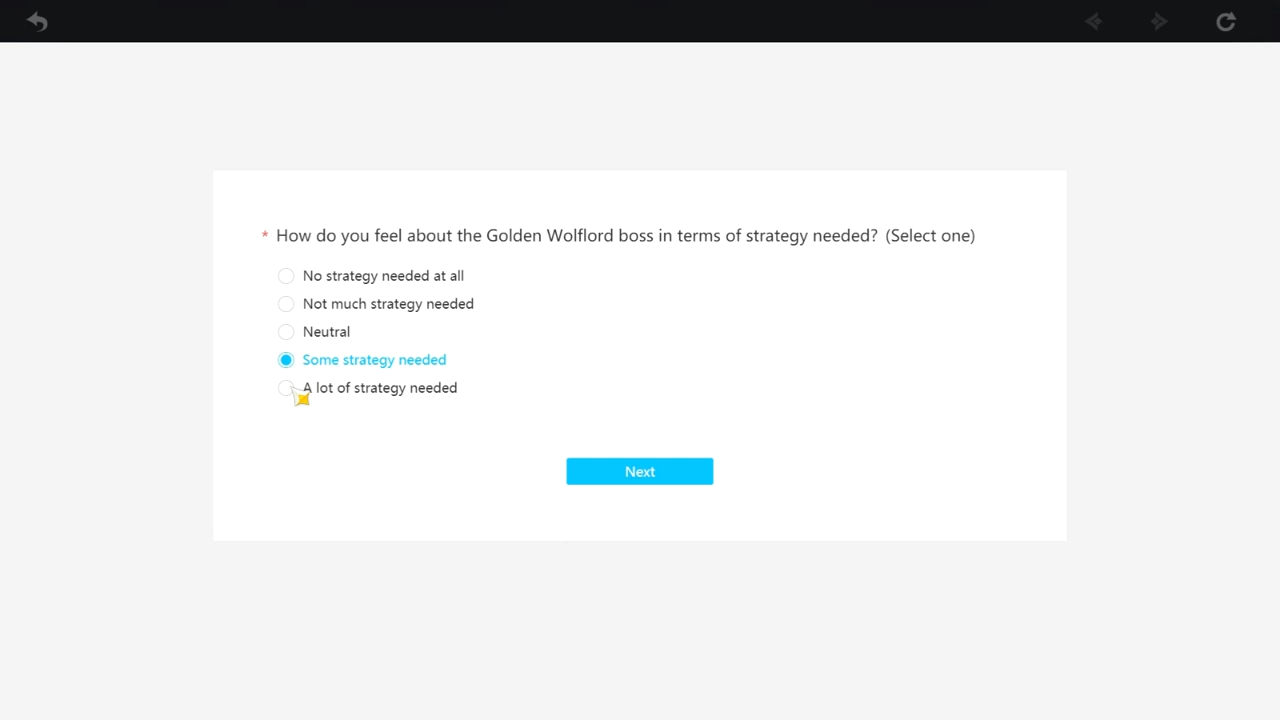 * How do you feel about the Golden Wolflord boss in terms of strategy needed? (Select one)
No strategy needed at all
Not much strategy needed
Neutral
Some strategy needed
A lot of strategy needed
Next